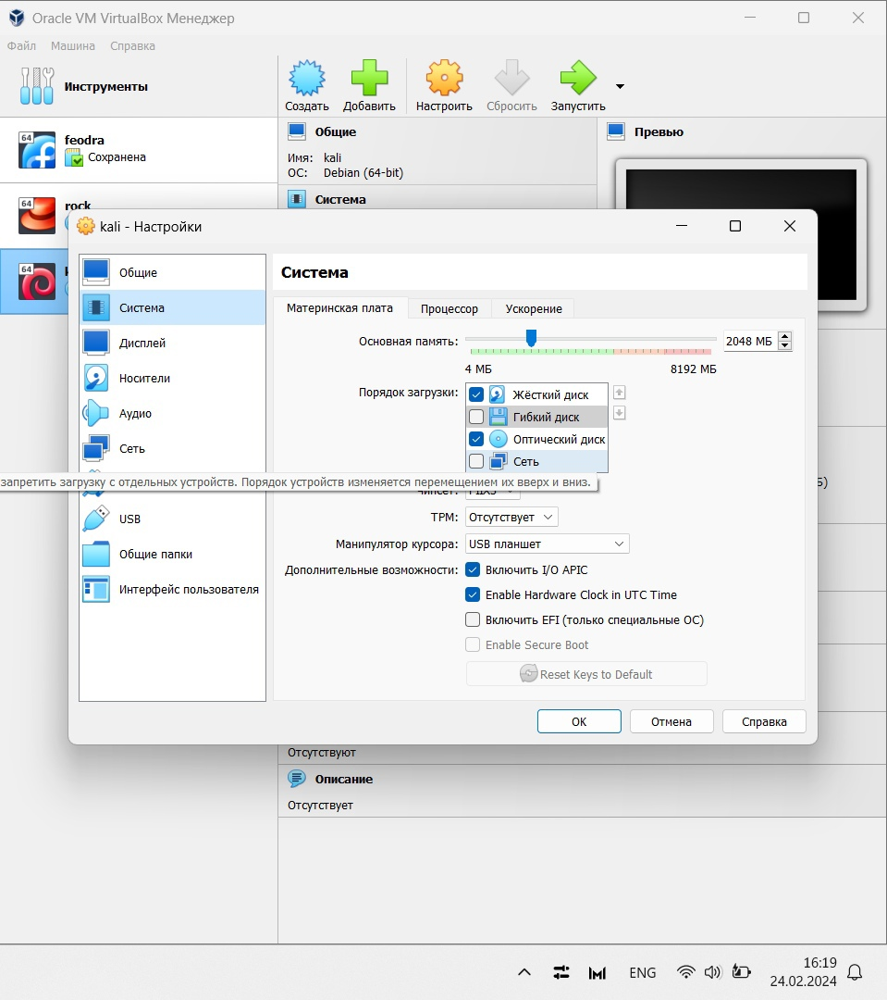 Oracle VM VirtualBox Менеджер
Файл Машина Справка
Инструменты
Создать Добавить Настроить Сбросить Запустить
64 feodra
Сохранена
64 rock
64
Общие
Имя: kali
ОС: Debian (64-bit)
Система
Превью
kali - Настройки
Общие
Система
Дисплей
Носители
Аудио
Сеть
USB
Общие папки
Интерфейс пользователя
Система
Материнская плата Процессор Ускорение
Основная память: 2048 МБ
4 МБ 8192 МБ
Порядок загрузки: Жёсткий диск
Гибкий диск
Оптический диск
Сеть
запретить загрузку с отдельных устройств. Порядок устройств изменяется перемещением их вверх и вниз.
Чипсет: PIIX3
TPM: Отсутствует
Манипулятор курсора: USB планшет
Дополнительные возможности: Включить I/O APIC
Enable Hardware Clock in UTC Time
Включить EFI (только специальные ОС)
Enable Secure Boot
Reset Keys to Default
ОК Отмена Справка
Отсутствуют
Описание
Отсутствует
ENG
16:19
24.02.2024